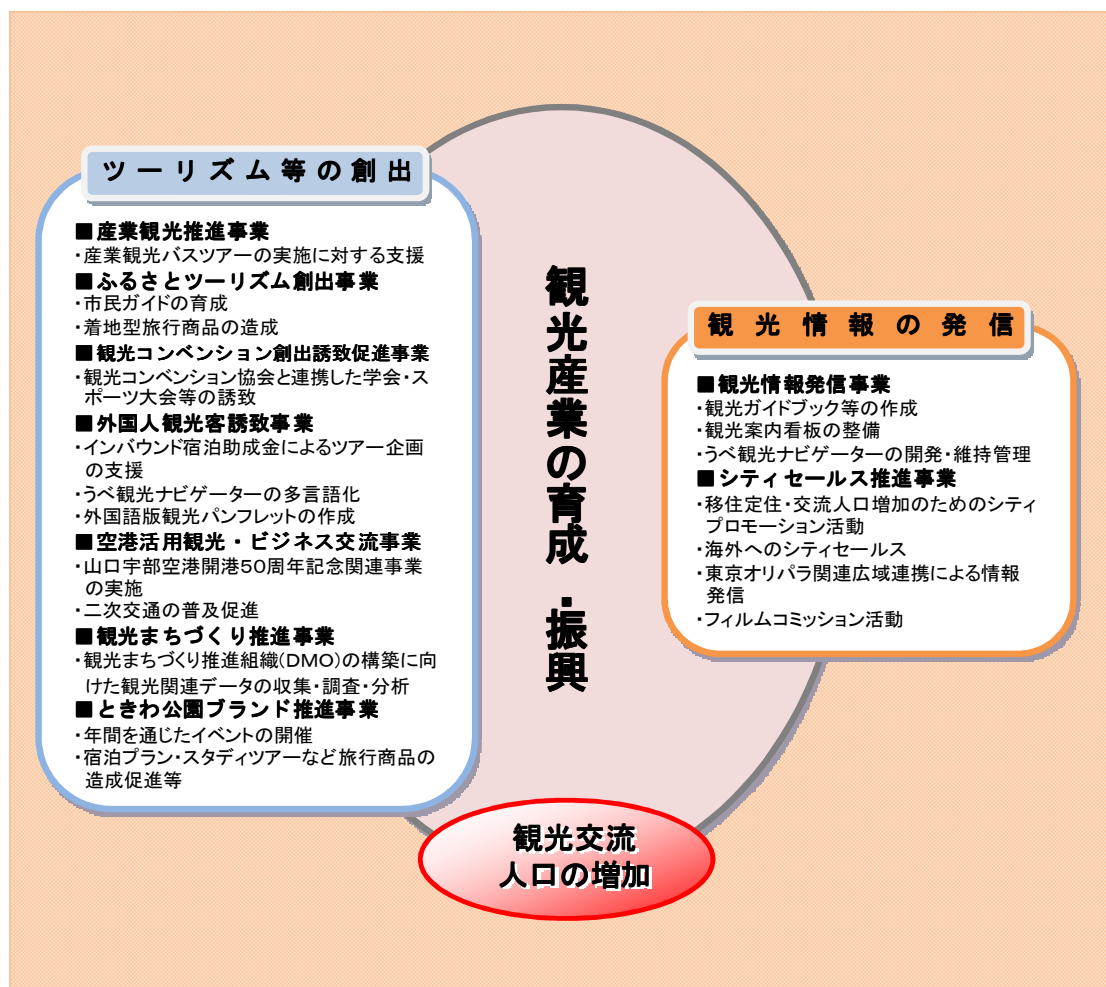 ツーリズム等の創出
■産業観光推進事業
・産業観光バスツアーの実施に対する支援
■ふるさとツーリズム創出事業
・市民ガイドの育成
・着地型旅行商品の造成
■観光コンベンション創出誘致促進事業
・観光コンベンション協会と連携した学会・ス
ポーツ大会等の誘致
■外国人観光客誘致事業
・インバウンド宿泊助成金によるツアー企画
の支援
・うべ観光ナビゲーターの多言語化
・外国語版観光パンフレットの作成
■空港活用観光・ビジネス交流事業
・山口宇部空港開港50周年記念関連事業
の実施
・二次交通の普及促進
■観光まちづくり推進事業
・観光まちづくり推進組織(DMO)の構築に向
けた観光関連データの収集・調査・分析
■ときわ公園ブランド推進事業
・年間を通じたイベントの開催
・宿泊プラン・スタディツアーなど旅行商品の
造成促進等
観光産業の育成・振興
観光情報の発信
■観光情報発信事業
・観光ガイドブック等の作成
・観光案内看板の整備
・うべ観光ナビゲーターの開発・維持管理
■シティセールス推進事業
・移住定住・交流人口増加のためのシティ
プロモーション活動
・海外へのシティセールス
・東京オリパラ関連広域連携による情報
発信
・フィルムコミッション活動
観光交流
人口の増加